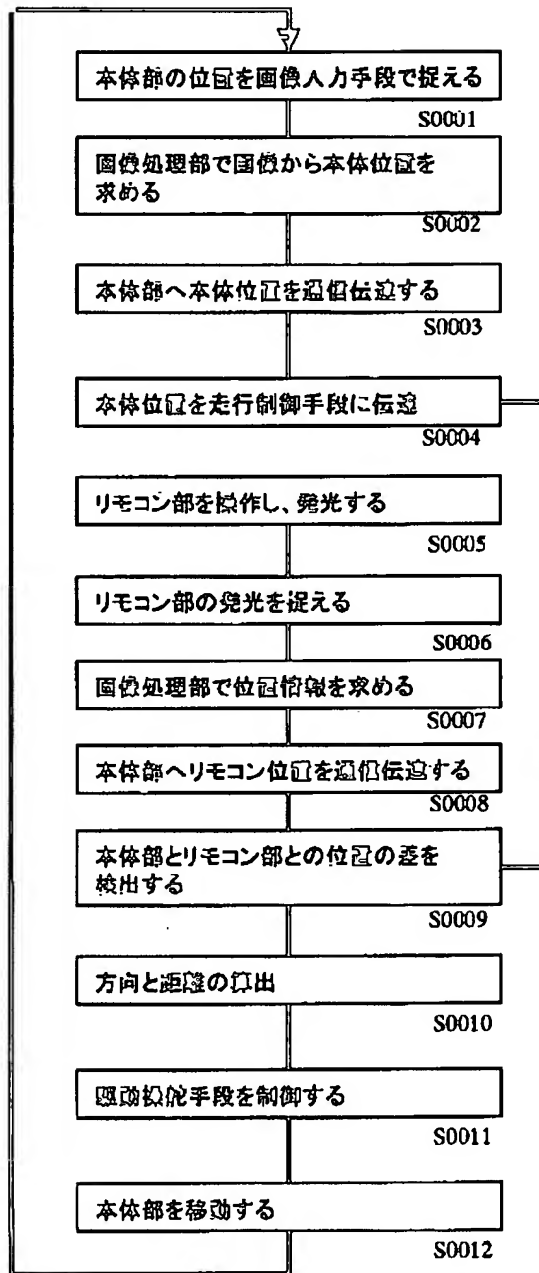 本体部の位置を画像入力手段で捉える
S0001
画像処理部で画像から本体位置を
求める
S0002
本体部へ本体位置を通信伝達する
S0003
本体位置を走行制御手段に伝達
S0004
リモコン部を操作し、発光する
S0005
リモコン部の発光を捉える
S0006
画像処理部で位置情報を求める
S0007
本体部へリモコン位置を通信伝達する
S0008
本体部とリモコン部との位置の差を
検出する
S0009
方向と距離の算出
S0010
駆動操舵手段を制御する
S0011
本体部を移動する
S0012